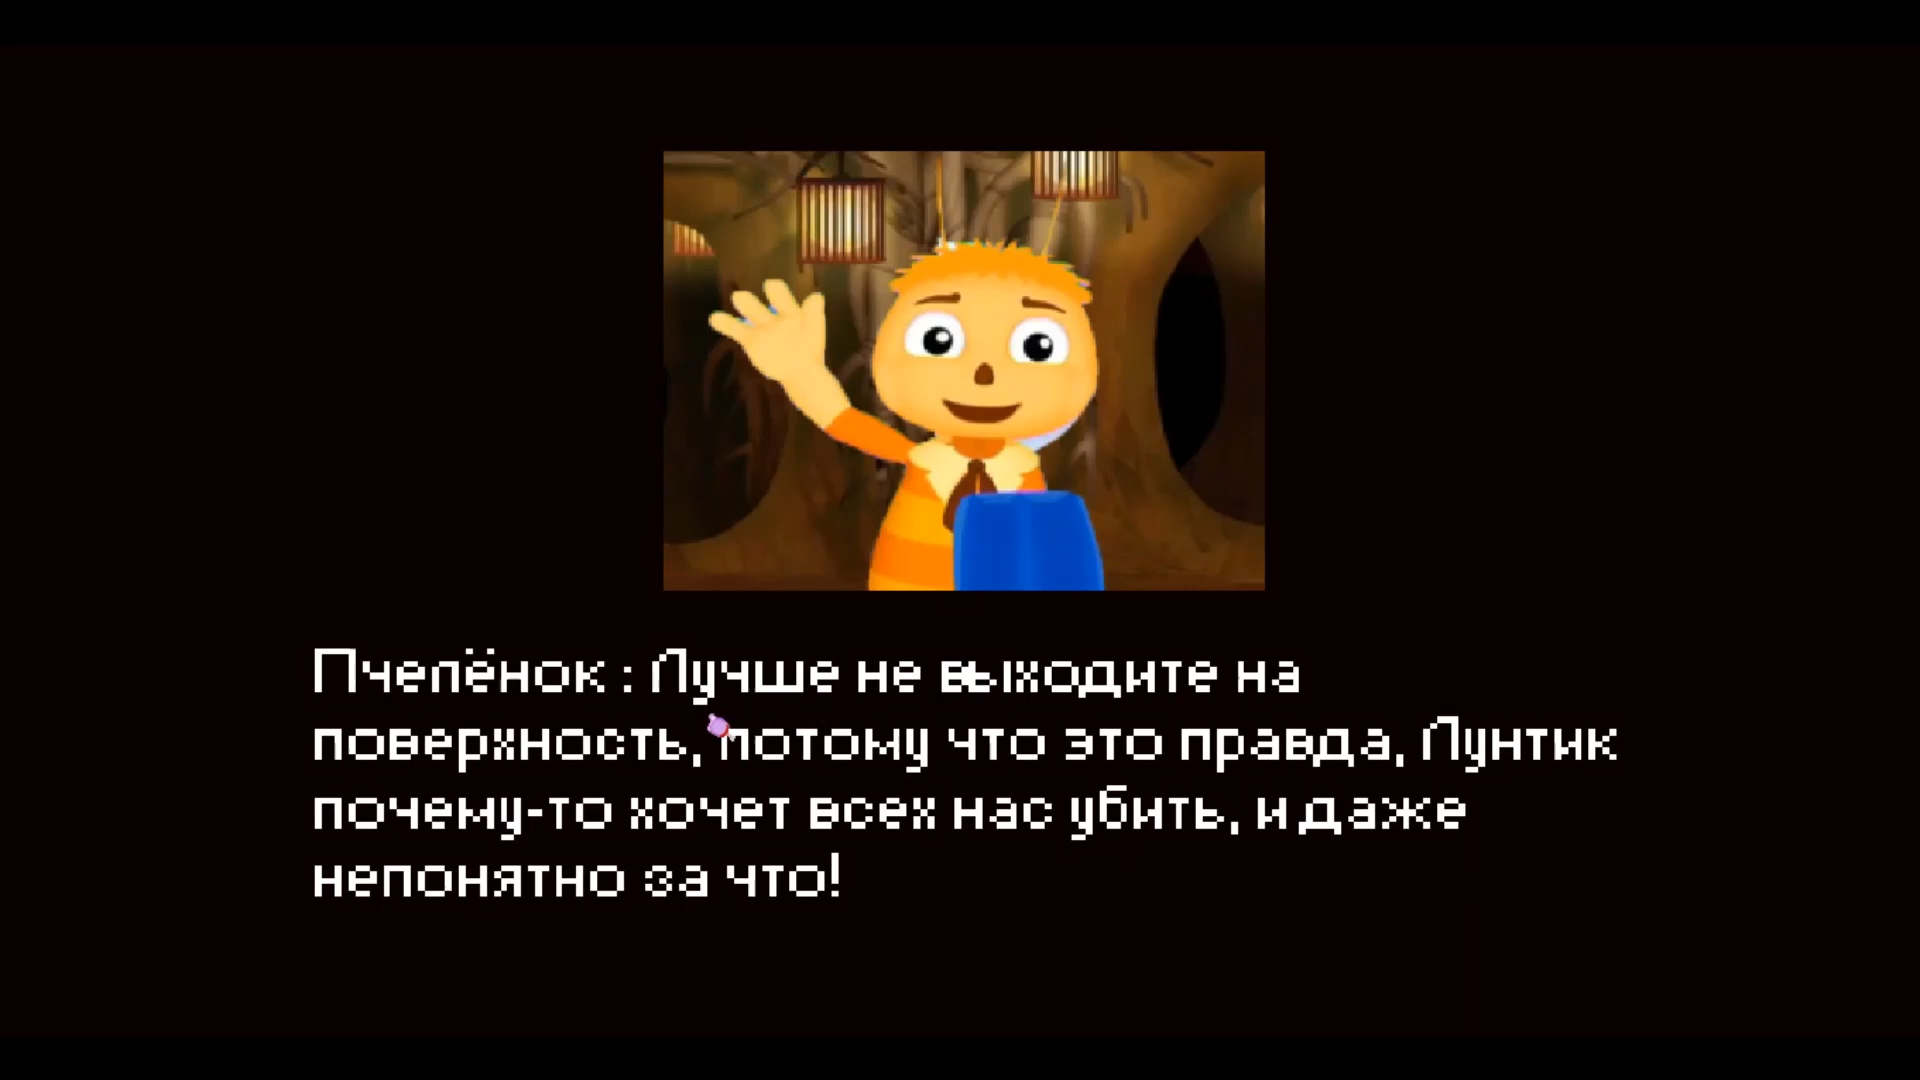 Пчелёнок : Лучше не выходите на
поверхность, потому что это правда, Лунтик
почему-то хочет всех нас убить, и даже
непонятно за что!